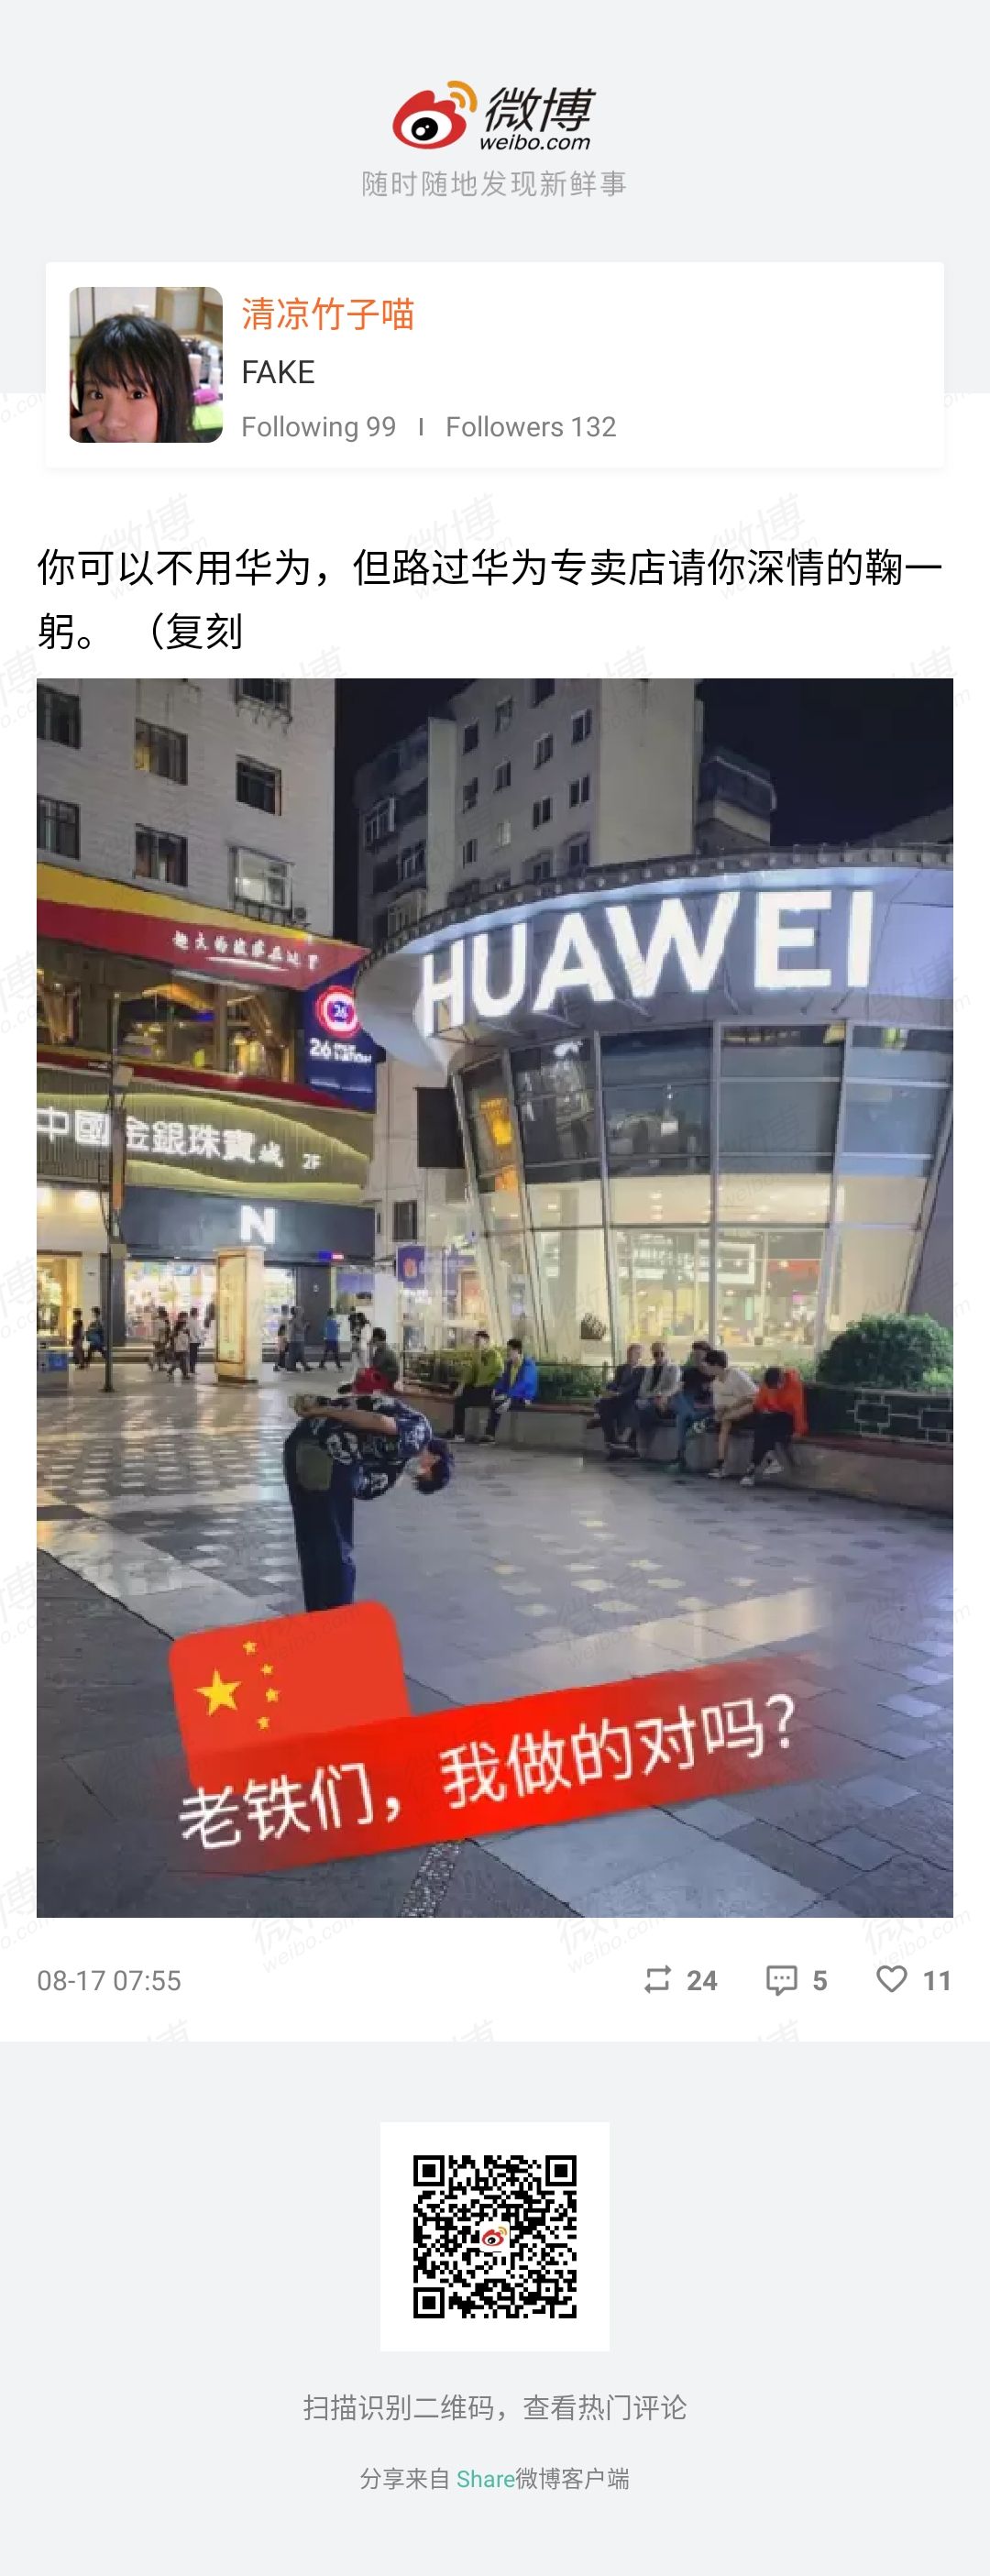 微博
weibo.com
随时随地发现新鲜事
清凉竹子喵
FAKE
Following 99 | Followers 132
你可以不用华为，但路过华为专卖店请你深情的鞠一
躬。 （复刻
HUAWEI
26
26
中國金銀珠寶城 2F
N
老铁们，我做的对吗？
08-17 07:55 24 5 11
扫描识别二维码，查看热门评论
分享来自 Share微博客户端